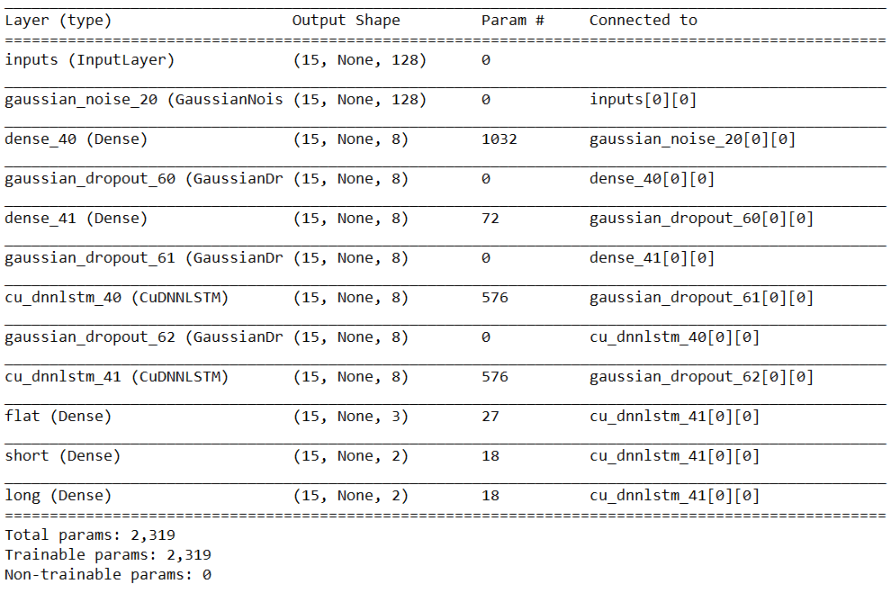 Layer (type) Output Shape Param # Connected to
inputs (InputLayer) (15, None, 128) 0
gaussian_noise_20 (GaussianNois (15, None, 128) 0 inputs[0][0]
dense_40 (Dense) (15, None, 8) 1032 gaussian_noise_20[0][0]
gaussian_dropout_60 (GaussianDr (15, None, 8) 0 dense_40[0][0]
dense_41 (Dense) (15, None, 8) 72 gaussian_dropout_60[0][0]
gaussian_dropout_61 (GaussianDr (15, None, 8) 0 dense_41[0][0]
cu_dnnlstm_40 (CuDNNLSTM) (15, None, 8) 576 gaussian_dropout_61[0][0]
gaussian_dropout_62 (GaussianDr (15, None, 8) 0 cu_dnnlstm_40[0][0]
cu_dnnlstm_41 (CuDNNLSTM) (15, None, 8) 576 gaussian_dropout_62[0][0]
flat (Dense) (15, None, 3) 27 cu_dnnlstm_41[0][0]
short (Dense) (15, None, 2) 18 cu_dnnlstm_41[0][0]
long (Dense) (15, None, 2) 18 cu_dnnlstm_41[0][0]
Total params: 2,319
Trainable params: 2,319
Non-trainable params: 0